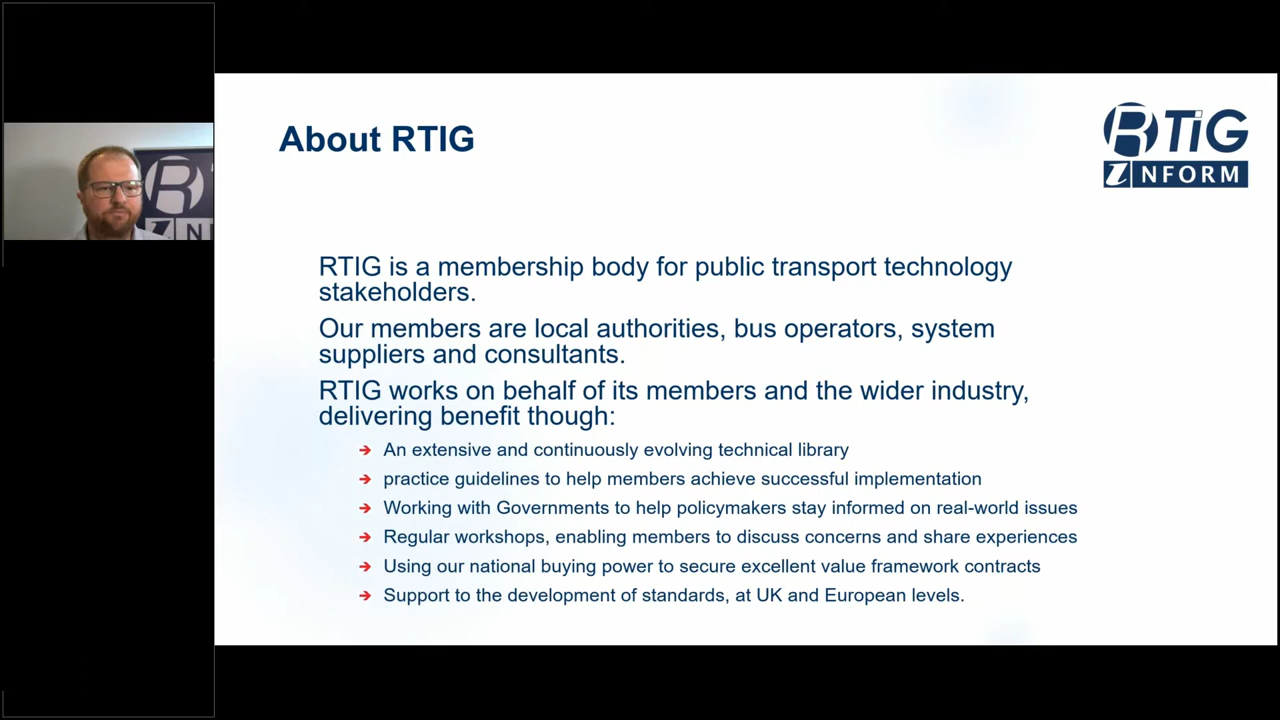 About RTIG
RTIG
iNFORM
RTIG is a membership body for public transport technology
stakeholders.
Our members are local authorities, bus operators, system
suppliers and consultants.
RTIG works on behalf of its members and the wider industry,
delivering benefit though:
An extensive and continuously evolving technical library
practice guidelines to help members achieve successful implementation
Working with Governments to help policymakers stay informed on real-world issues
Regular workshops, enabling members to discuss concerns and share experiences
Using our national buying power to secure excellent value framework contracts
Support to the development of standards, at UK and European levels.